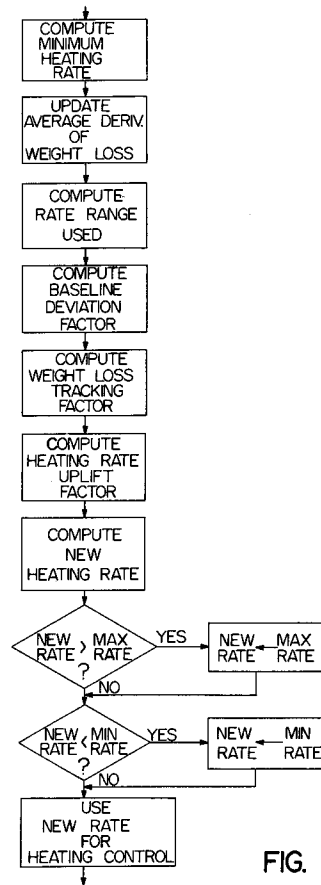 COMPUTE
MINIMUM
HEATING
RATE
UPDATE
AVERAGE DERIV.
OF
WEIGHT LOSS
COMPUTE
RATE RANGE
USED
COMPUTE
BASELINE
DEVIATION
FACTOR
COMPUTE
WEIGHT LOSS
TRACKING
FACTOR
COMPUTE
HEATING RATE
UPLIFT
FACTOR
COMPUTE
NEW
HEATING RATE
NEW RATE > MAX RATE
?
YES
NEW RATE ← MAX RATE
NO
NEW RATE < MIN RATE
?
YES
NEW RATE ← MIN RATE
NO
USE
NEW RATE
FOR
HEATING CONTROL
FIG.